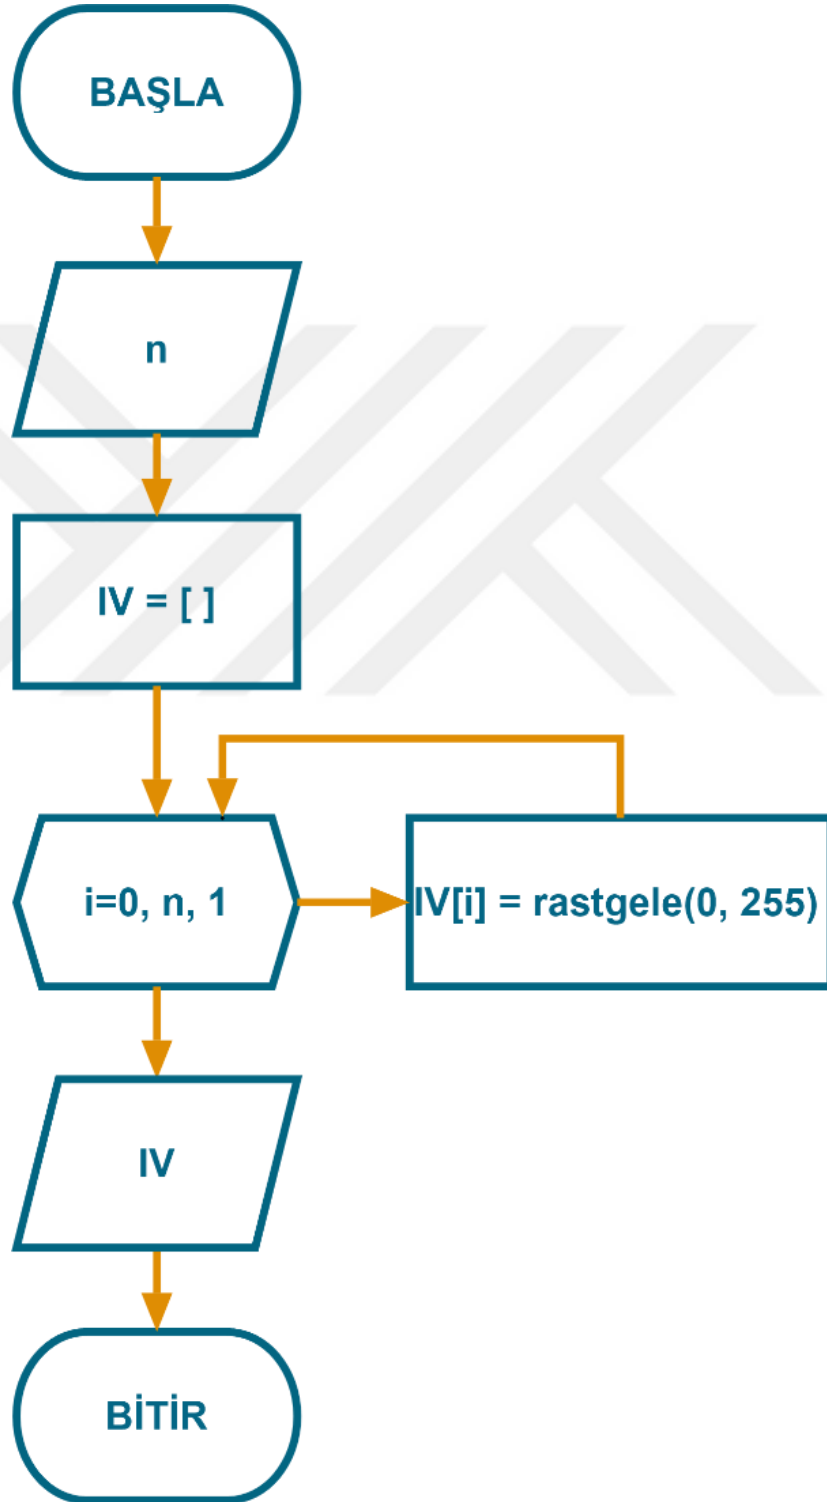 BAŞLA
n
IV = [ ]
i=0, n, 1
IV[i] = rastgele(0, 255)
IV
BİTİR